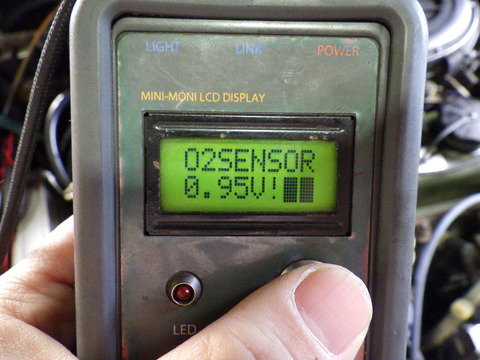 LIGHT LINK POWER
MINI-MONI LCD DISPLAY
O2SENSOR
0.95V!
LED